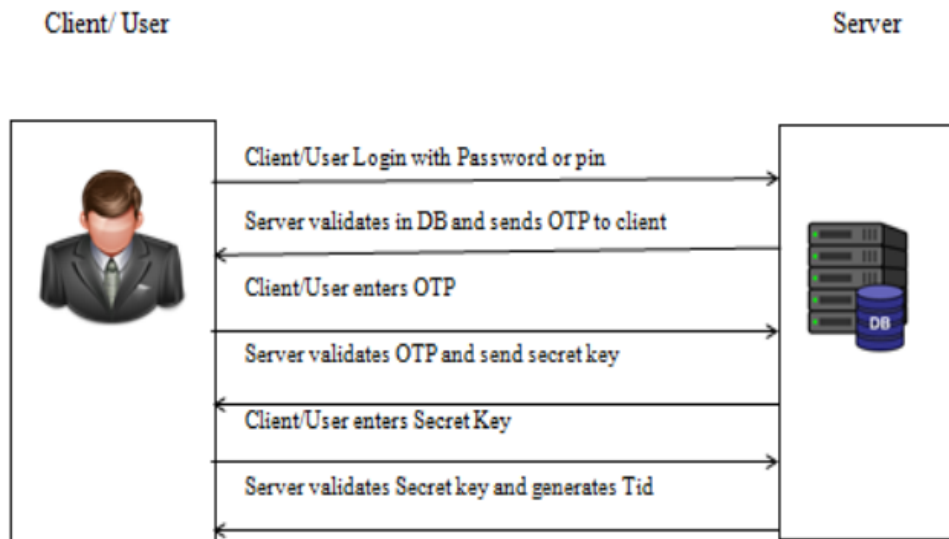 Client/ User
Server
Client/User Login with Password or pin
Server validates in DB and sends OTP to client
Client/User enters OTP
DB
Server validates OTP and send secret key
Client/User enters Secret Key
Server validates Secret key and generates Tid